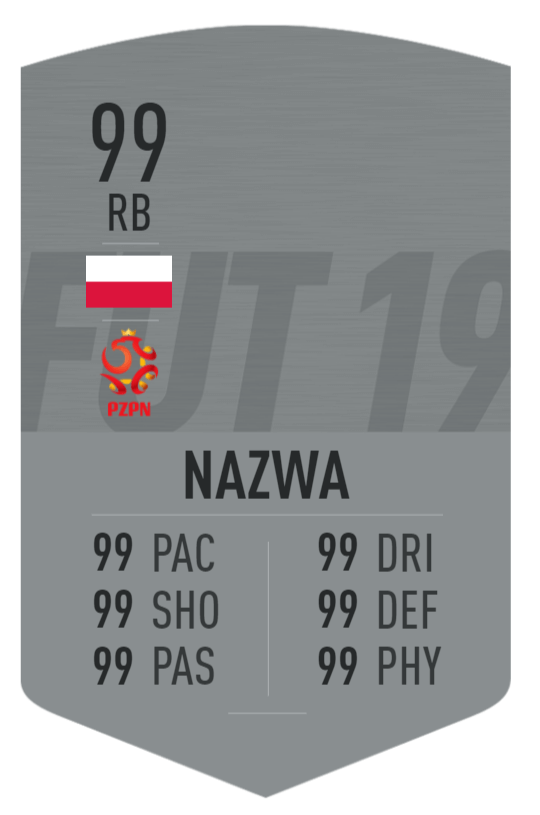 99
RB
FUT 19
PZPN
NAZWA
99 PAC
99 SHO
99 PAS
99 DRI
99 DEF
99 PHY